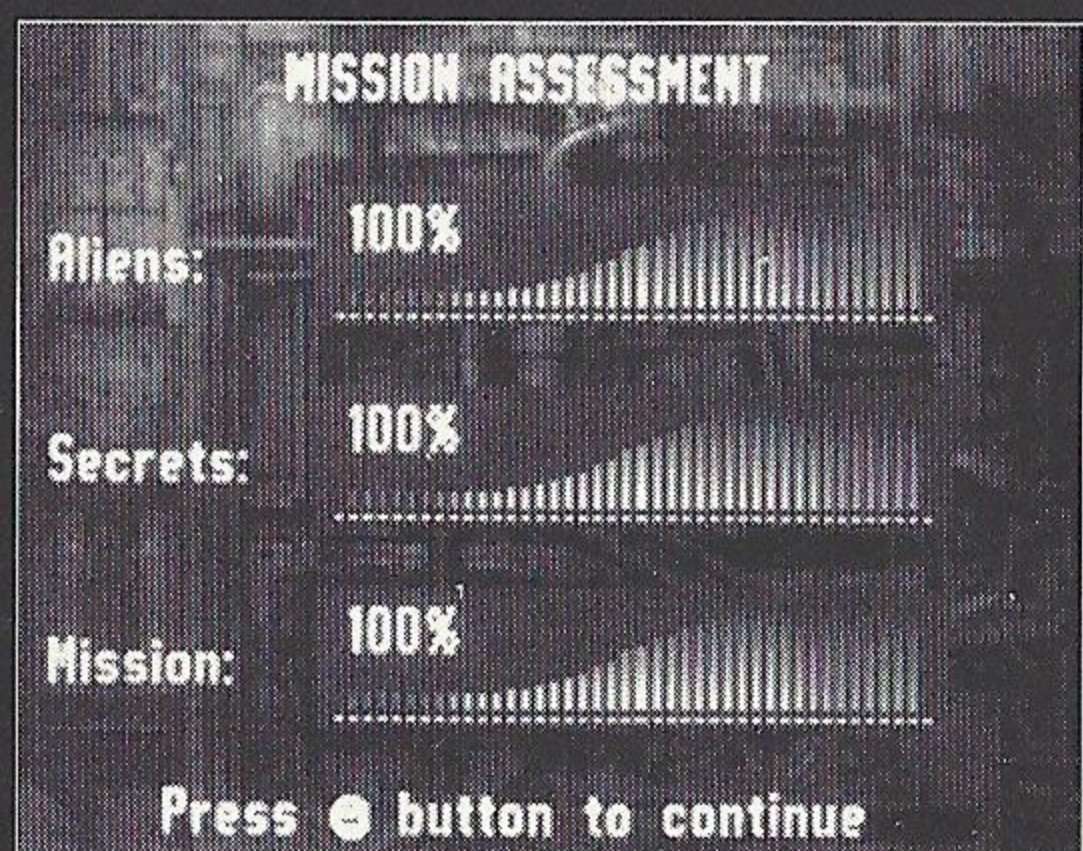 MISSION ASSESSMENT
Aliens: 100%
Secrets: 100%
Mission: 100%
Press button to continue